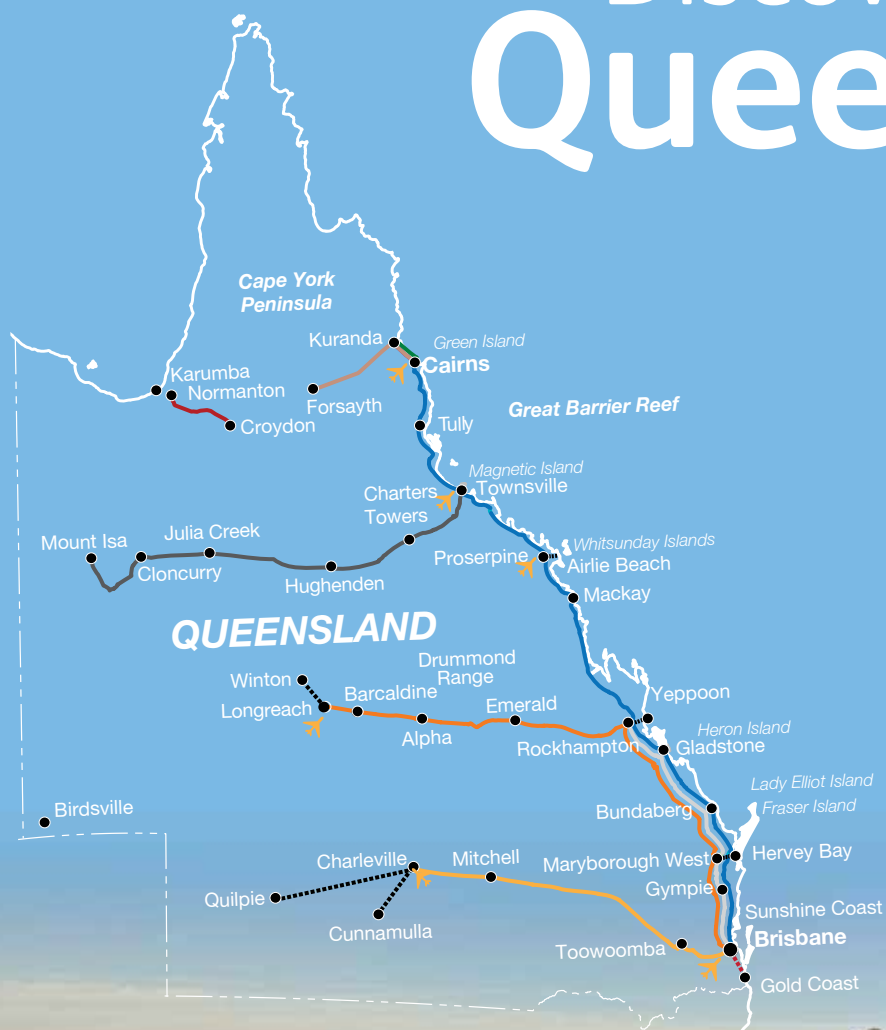 Quee
Cape York
Peninsula
Kuranda
Green Island
Cairns
Karumba
Normanton
Forsayth
Croydon
Great Barrier Reef
Tully
Magnetic Island
Charters
Towers
Townsville
Mount Isa
Julia Creek
Cloncurry
Hughenden
Whitsunday Islands
Proserpine
Airlie Beach
Mackay
QUEENSLAND
Drummond
Range
Winton
Longreach
Barcaldine
Alpha
Emerald
Yeppoon
Rockhampton
Heron Island
Gladstone
Lady Elliot Island
Fraser Island
Birdsville
Bundaberg
Charleville
Mitchell
Maryborough West
Hervey Bay
Quilpie
Gympie
Cunnamulla
Sunshine Coast
Toowoomba
Brisbane
Gold Coast